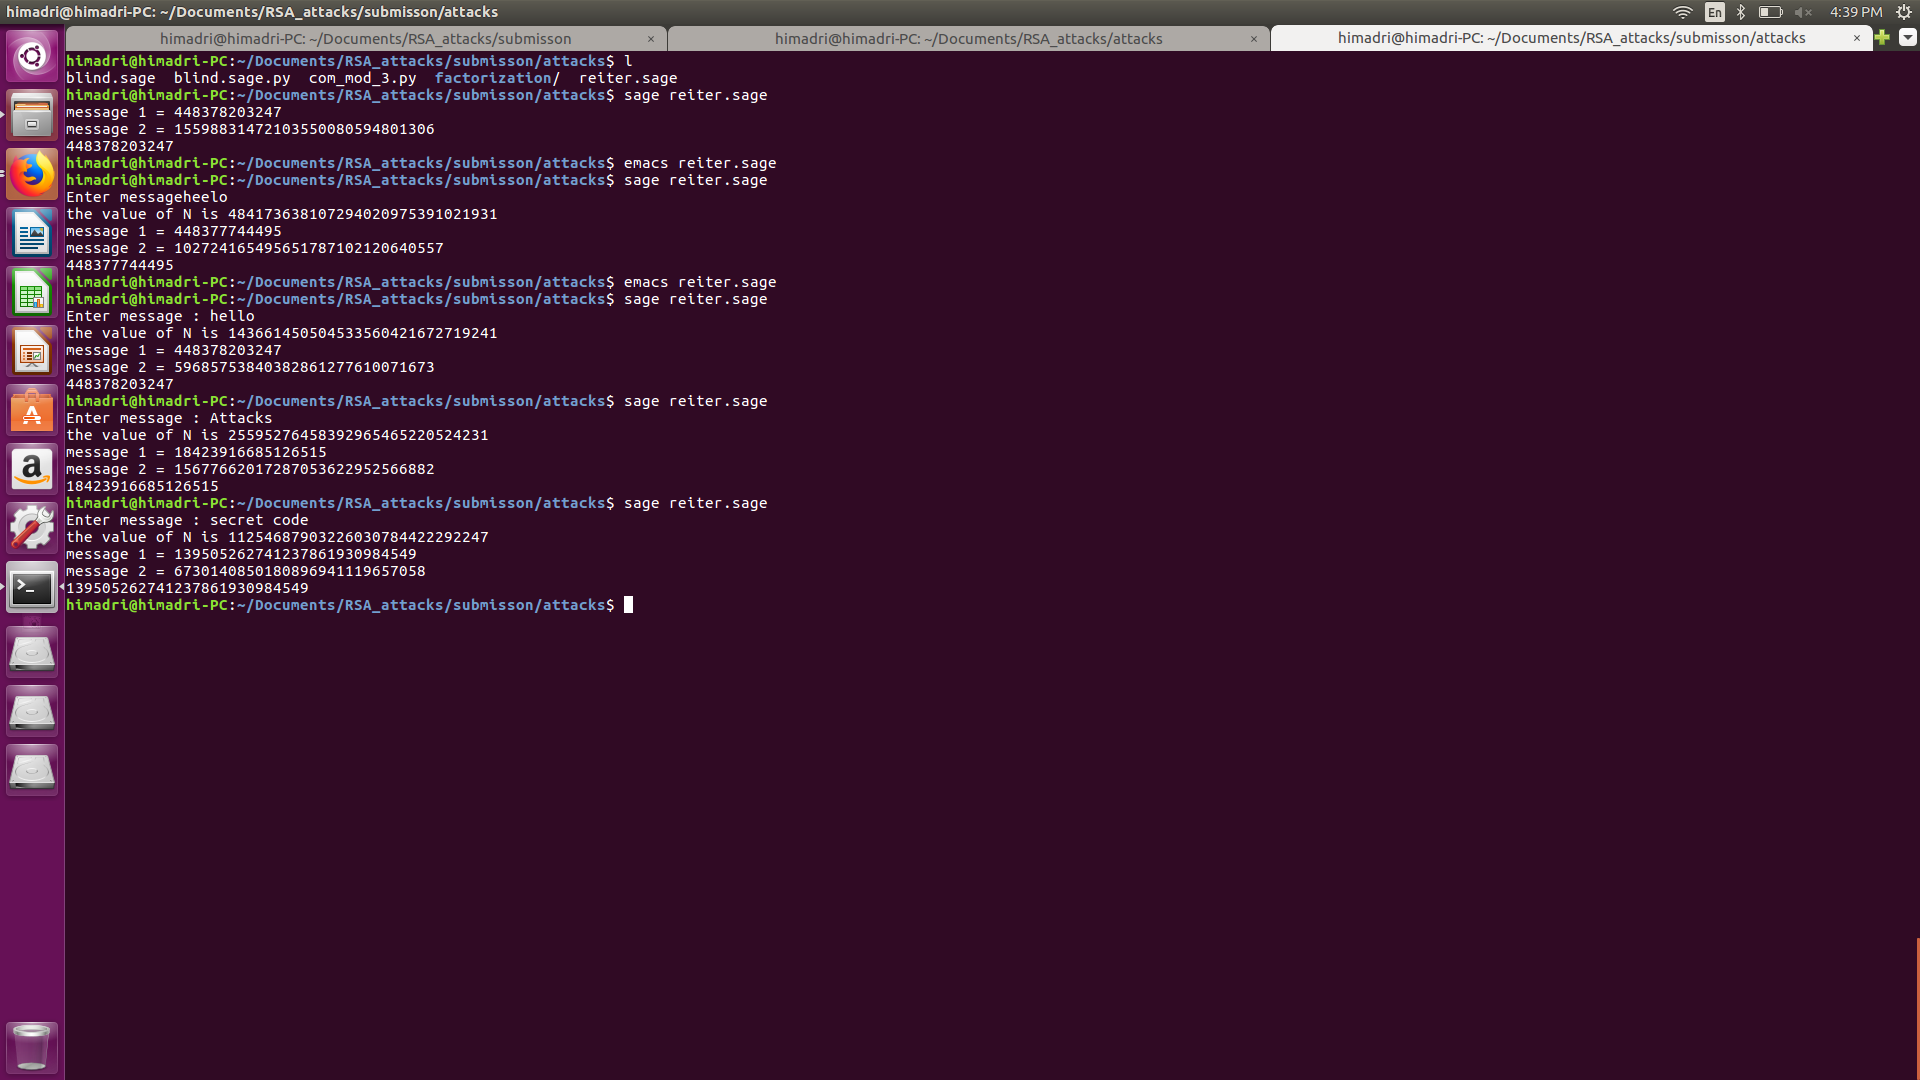 himadri@himadri-PC: ~/Documents/RSA_attacks/submisson/attacks
En
4:39 PM
himadri@himadri-PC: ~/Documents/RSA_attacks/submisson ×
himadri@himadri-PC: ~/Documents/RSA_attacks/attacks ×
himadri@himadri-PC: ~/Documents/RSA_attacks/submisson/attacks ×
himadri@himadri-PC:~/Documents/RSA_attacks/submisson/attacks$ l
blind.sage  blind.sage.py  com_mod_3.py  factorization/  reiter.sage
himadri@himadri-PC:~/Documents/RSA_attacks/submisson/attacks$ sage reiter.sage
message 1 = 448378203247
message 2 = 15598831472103550080594801306
448378203247
himadri@himadri-PC:~/Documents/RSA_attacks/submisson/attacks$ emacs reiter.sage
himadri@himadri-PC:~/Documents/RSA_attacks/submisson/attacks$ sage reiter.sage
Enter messageheelo
the value of N is 484173638107294020975391021931
message 1 = 448377744495
message 2 = 102724165495651787102120640557
448377744495
himadri@himadri-PC:~/Documents/RSA_attacks/submisson/attacks$ emacs reiter.sage
himadri@himadri-PC:~/Documents/RSA_attacks/submisson/attacks$ sage reiter.sage
Enter message : hello
the value of N is 143661450504533560421672719241
message 1 = 448378203247
message 2 = 59685753840382861277610071673
448378203247
himadri@himadri-PC:~/Documents/RSA_attacks/submisson/attacks$ sage reiter.sage
Enter message : Attacks
the value of N is 25595276458392965465220524231
message 1 = 18423916685126515
message 2 = 15677662017287053622952566882
18423916685126515
himadri@himadri-PC:~/Documents/RSA_attacks/submisson/attacks$ sage reiter.sage
Enter message : secret code
the value of N is 11254687903226030784422292247
message 1 = 139505262741237861930984549
message 2 = 6730140850180896941119657058
139505262741237861930984549
himadri@himadri-PC:~/Documents/RSA_attacks/submisson/attacks$